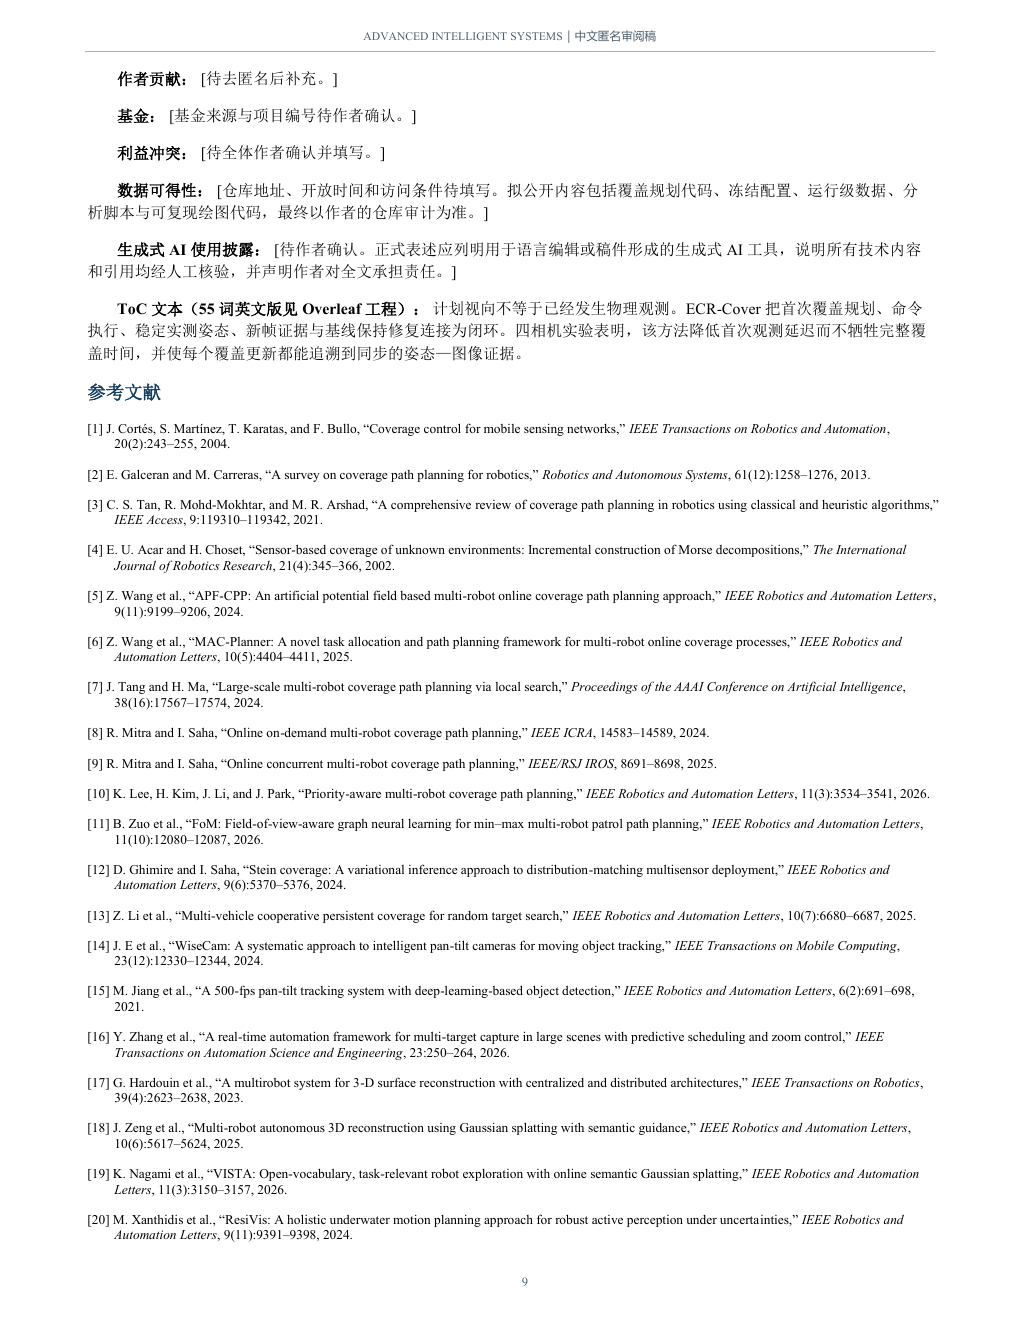 ADVANCED INTELLIGENT SYSTEMS | 中文匿名审阅稿
作者贡献： [待去匿名后补充。]
基金： [基金来源与项目编号待作者确认。]
利益冲突： [待全体作者确认并填写。]
数据可得性： [仓库地址、开放时间和访问条件待填写。拟公开内容包括覆盖规划代码、冻结配置、运行级数据、分
析脚本与可复现绘图代码，最终以作者的仓库审计为准。]
生成式 AI 使用披露： [待作者确认。正式表述应列明用于语言编辑或稿件形成的生成式 AI 工具，说明所有技术内容
和引用均经人工核验，并声明作者对全文承担责任。]
ToC 文本（55 词英文版见 Overleaf 工程）： 计划视向不等于已经发生物理观测。ECR-Cover 把首次覆盖规划、命令
执行、稳定实测姿态、新帧证据与基线保持修复连接为闭环。四相机实验表明，该方法降低首次观测延迟而不牺牲完整覆
盖时间，并使每个覆盖更新都能追溯到同步的姿态—图像证据。
参考文献
[1] J. Cortés, S. Martínez, T. Karatas, and F. Bullo, “Coverage control for mobile sensing networks,” IEEE Transactions on Robotics and Automation,
20(2):243–255, 2004.
[2] E. Galceran and M. Carreras, “A survey on coverage path planning for robotics,” Robotics and Autonomous Systems, 61(12):1258–1276, 2013.
[3] C. S. Tan, R. Mohd-Mokhtar, and M. R. Arshad, “A comprehensive review of coverage path planning in robotics using classical and heuristic algorithms,”
IEEE Access, 9:119310–119342, 2021.
[4] E. U. Acar and H. Choset, “Sensor-based coverage of unknown environments: Incremental construction of Morse decompositions,” The International
Journal of Robotics Research, 21(4):345–366, 2002.
[5] Z. Wang et al., “APF-CPP: An artificial potential field based multi-robot online coverage path planning approach,” IEEE Robotics and Automation Letters,
9(11):9199–9206, 2024.
[6] Z. Wang et al., “MAC-Planner: A novel task allocation and path planning framework for multi-robot online coverage processes,” IEEE Robotics and
Automation Letters, 10(5):4404–4411, 2025.
[7] J. Tang and H. Ma, “Large-scale multi-robot coverage path planning via local search,” Proceedings of the AAAI Conference on Artificial Intelligence,
38(16):17567–17574, 2024.
[8] R. Mitra and I. Saha, “Online on-demand multi-robot coverage path planning,” IEEE ICRA, 14583–14589, 2024.
[9] R. Mitra and I. Saha, “Online concurrent multi-robot coverage path planning,” IEEE/RSJ IROS, 8691–8698, 2025.
[10] K. Lee, H. Kim, J. Li, and J. Park, “Priority-aware multi-robot coverage path planning,” IEEE Robotics and Automation Letters, 11(3):3534–3541, 2026.
[11] B. Zuo et al., “FoM: Field-of-view-aware graph neural learning for min–max multi-robot patrol path planning,” IEEE Robotics and Automation Letters,
11(10):12080–12087, 2026.
[12] D. Ghimire and I. Saha, “Stein coverage: A variational inference approach to distribution-matching multisensor deployment,” IEEE Robotics and
Automation Letters, 9(6):5370–5376, 2024.
[13] Z. Li et al., “Multi-vehicle cooperative persistent coverage for random target search,” IEEE Robotics and Automation Letters, 10(7):6680–6687, 2025.
[14] J. E et al., “WiseCam: A systematic approach to intelligent pan-tilt cameras for moving object tracking,” IEEE Transactions on Mobile Computing,
23(12):12330–12344, 2024.
[15] M. Jiang et al., “A 500-fps pan-tilt tracking system with deep-learning-based object detection,” IEEE Robotics and Automation Letters, 6(2):691–698,
2021.
[16] Y. Zhang et al., “A real-time automation framework for multi-target capture in large scenes with predictive scheduling and zoom control,” IEEE
Transactions on Automation Science and Engineering, 23:250–264, 2026.
[17] G. Hardouin et al., “A multirobot system for 3-D surface reconstruction with centralized and distributed architectures,” IEEE Transactions on Robotics,
39(4):2623–2638, 2023.
[18] J. Zeng et al., “Multi-robot autonomous 3D reconstruction using Gaussian splatting with semantic guidance,” IEEE Robotics and Automation Letters,
10(6):5617–5624, 2025.
[19] K. Nagami et al., “VISTA: Open-vocabulary, task-relevant robot exploration with online semantic Gaussian splatting,” IEEE Robotics and Automation
Letters, 11(3):3150–3157, 2026.
[20] M. Xanthidis et al., “ResiVis: A holistic underwater motion planning approach for robust active perception under uncertainties,” IEEE Robotics and
Automation Letters, 9(11):9391–9398, 2024.
9